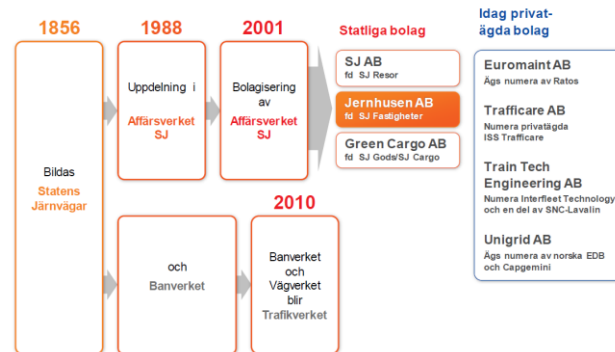 1856
Bildas
Statens
Järnvägar
1988
Uppdelning i
Affärsverket
SJ
2001
Bolagisering
av
Affärsverket
SJ
och
Banverket
2010
Banverket
och
Vägverket
blir
Trafikverket
Statliga bolag
SJ AB
fd SJ Resor
Jernhusen AB
fd SJ Fastigheter
Green Cargo AB
fd SJ Gods/SJ Cargo
Idag privat-
ägda bolag
Euromaint AB
Ägs numera av Ratos
Trafficare AB
Numera privatägda
ISS Trafficare
Train Tech
Engineering AB
Numera Interfleet Technology
och en del av SNC-Lavalin
Unigrid AB
Ägs numera av norska EDB
och Capgemini